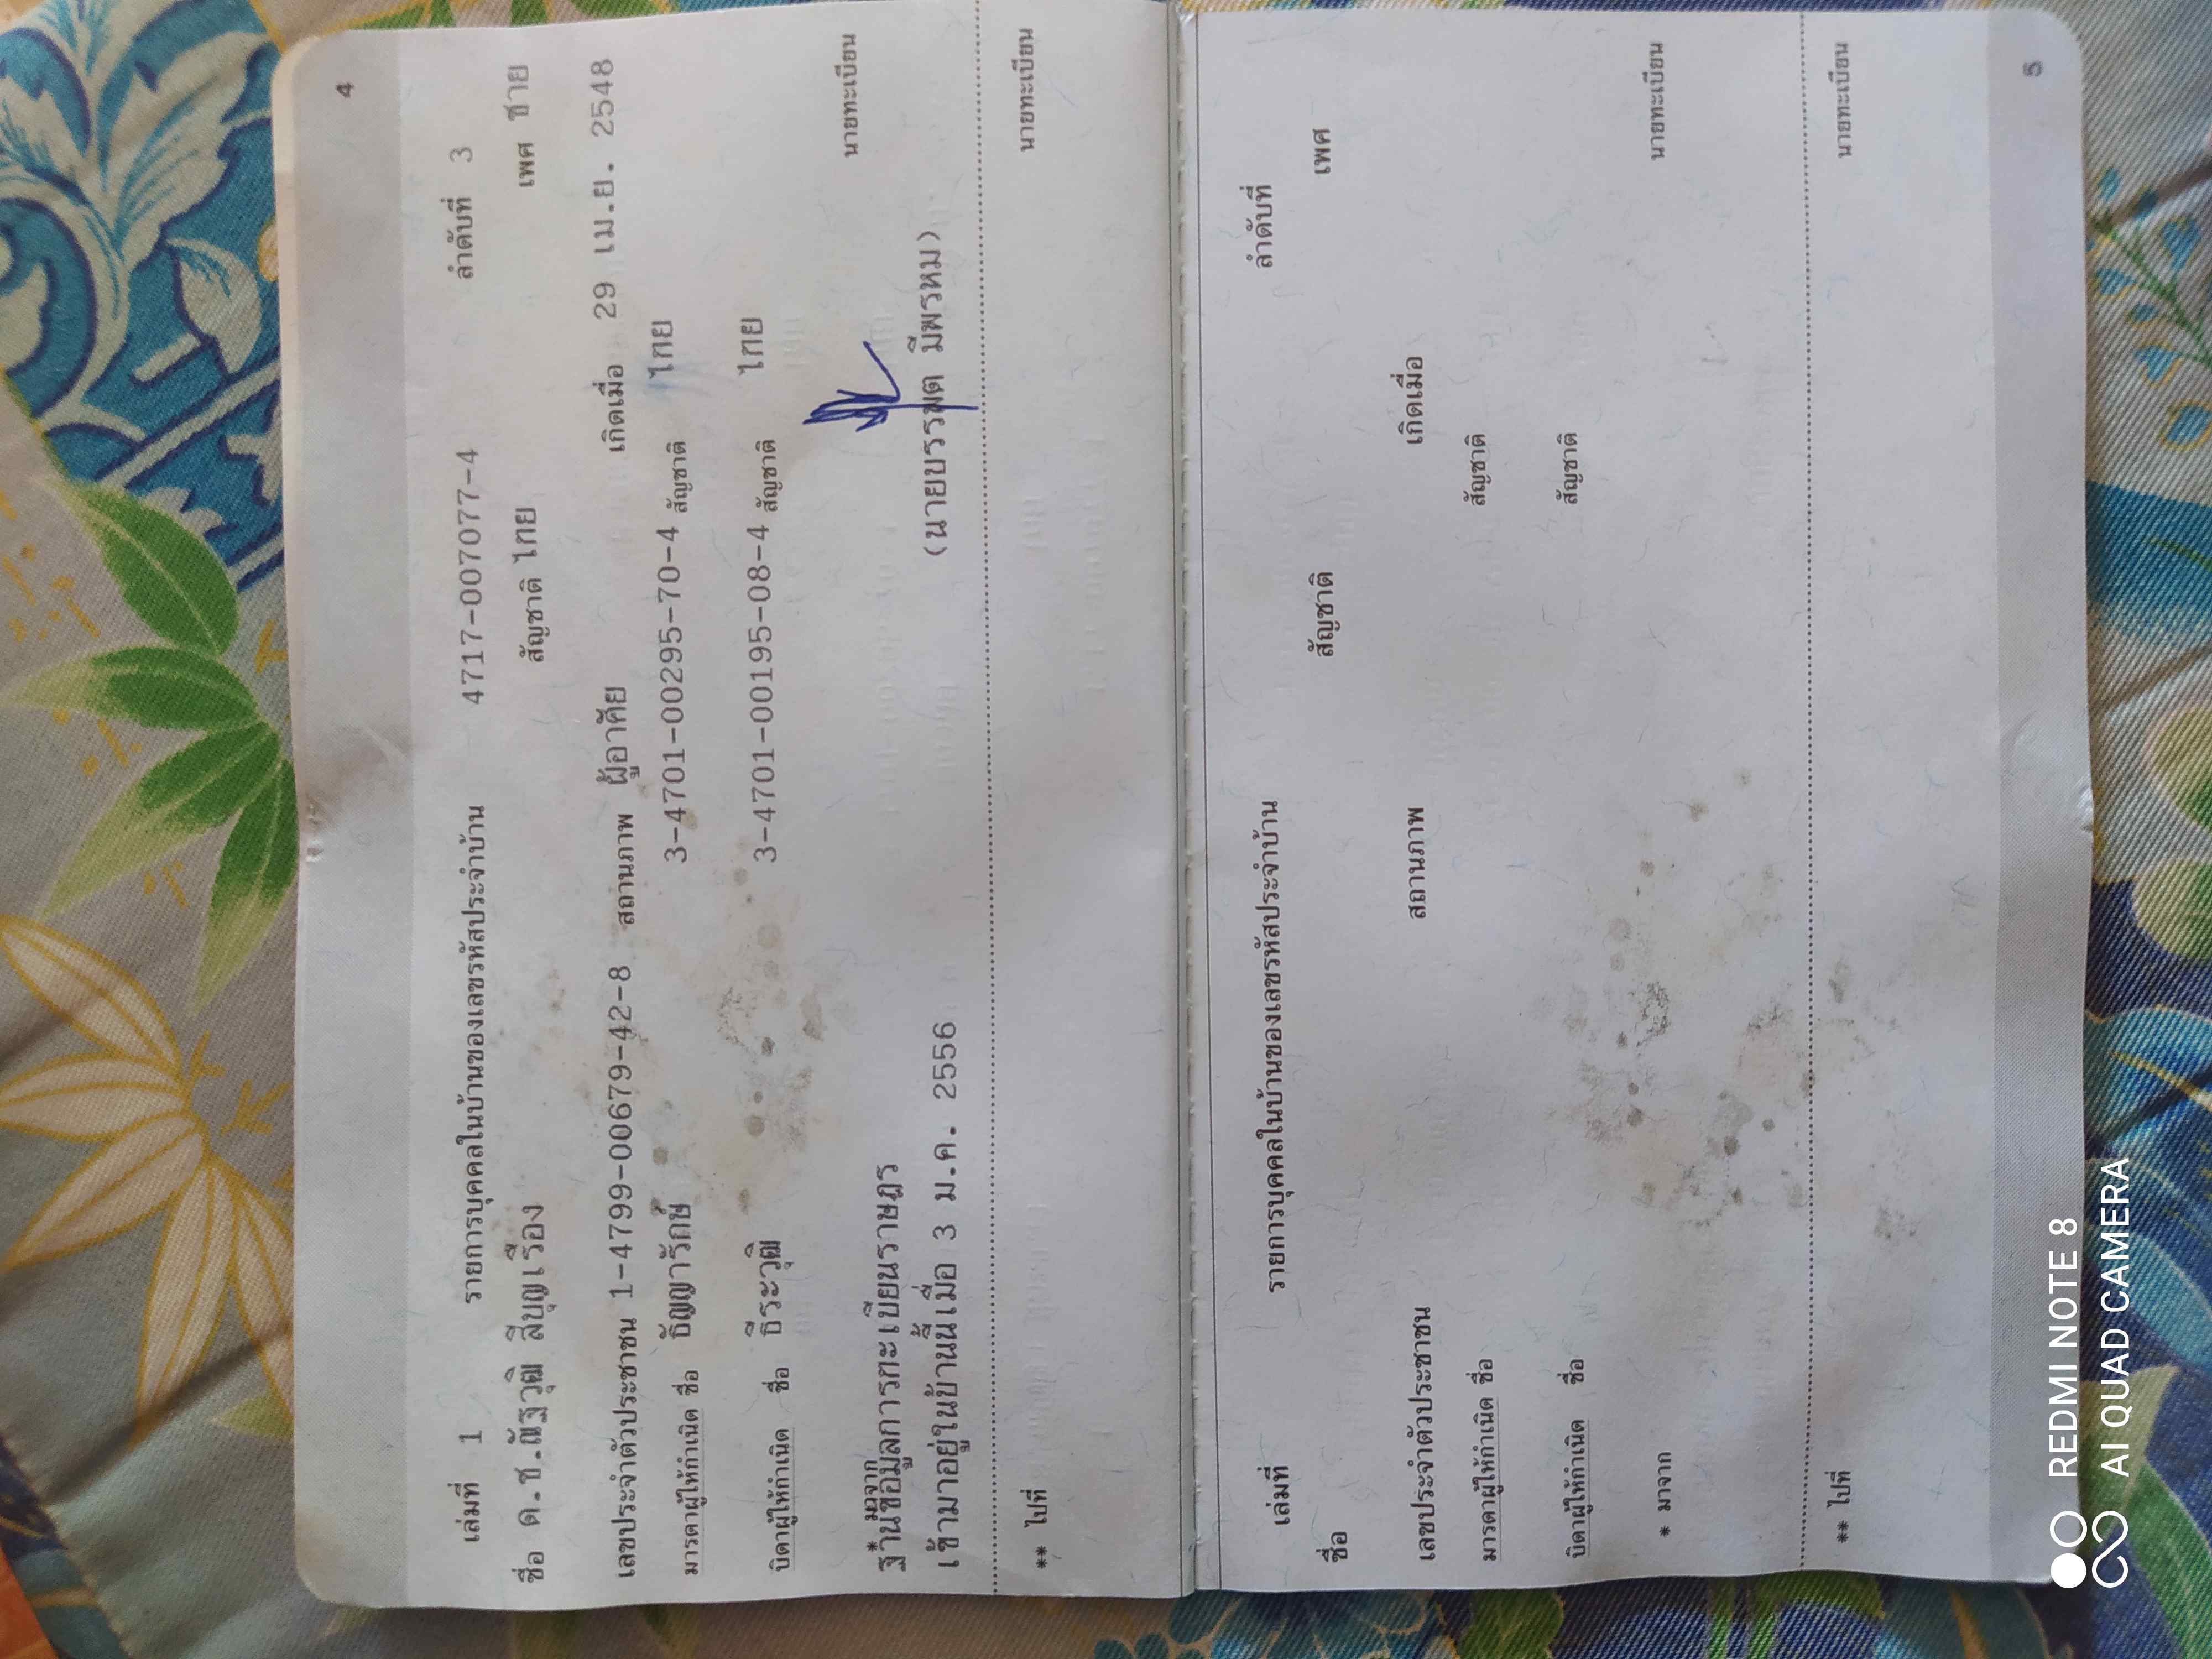 4
เล่มที่ 1 รายการบุคคลในบ้านของเลขรหัสประจำบ้าน 4717-007077-4 ลำดับที่ 3
ชื่อ ด.ช.ณัฐวุฒิ สีบุญเรือง สัญชาติ ไทย เพศ ชาย
เลขประจำตัวประชาชน 1-4799-00679-42-8 สถานภาพ ผู้อาศัย เกิดเมื่อ 29 เม.ย. 2548
มารดาผู้ให้กำเนิด ชื่อ ธัญญารักษ์ 3-4701-00295-70-4 สัญชาติ ไทย
บิดาผู้ให้กำเนิด ชื่อ ธีระวุฒิ 3-4701-00195-08-4 สัญชาติ ไทย
* มาจาก นายทะเบียน
ฐานข้อมูลการทะเบียนราษฎร
เข้ามาอยู่ในบ้านนี้เมื่อ 3 ม.ค. 2556 (นายบรรพต มีพรหม)
** ไปที่ นายทะเบียน
เล่มที่ รายการบุคคลในบ้านของเลขรหัสประจำบ้าน ลำดับที่
ชื่อ สัญชาติ เพศ
เลขประจำตัวประชาชน สถานภาพ เกิดเมื่อ
มารดาผู้ให้กำเนิด ชื่อ สัญชาติ
บิดาผู้ให้กำเนิด ชื่อ สัญชาติ
* มาจาก นายทะเบียน
** ไปที่ นายทะเบียน
5
REDMI NOTE 8
AI QUAD CAMERA